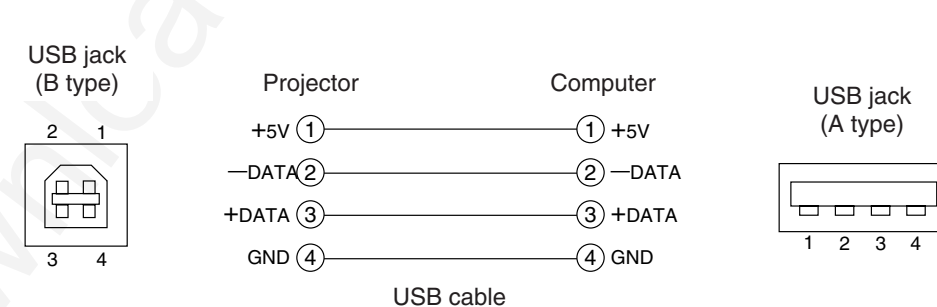 USB jack
(B type)
2 1
3 4
Projector Computer
+5V 1 1 +5V
—DATA 2 2 —DATA
+DATA 3 3 +DATA
GND 4 4 GND
USB cable
USB jack
(A type)
1 2 3 4